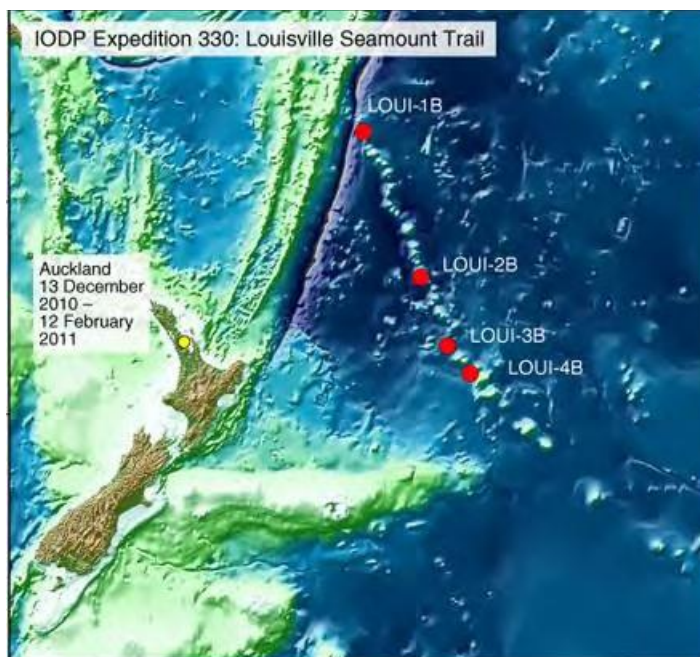 IODP Expedition 330: Louisville Seamount Trail
LOUI-1B
Auckland
13 December
2010 –
12 February
2011
LOUI-2B
LOUI-3B
LOUI-4B